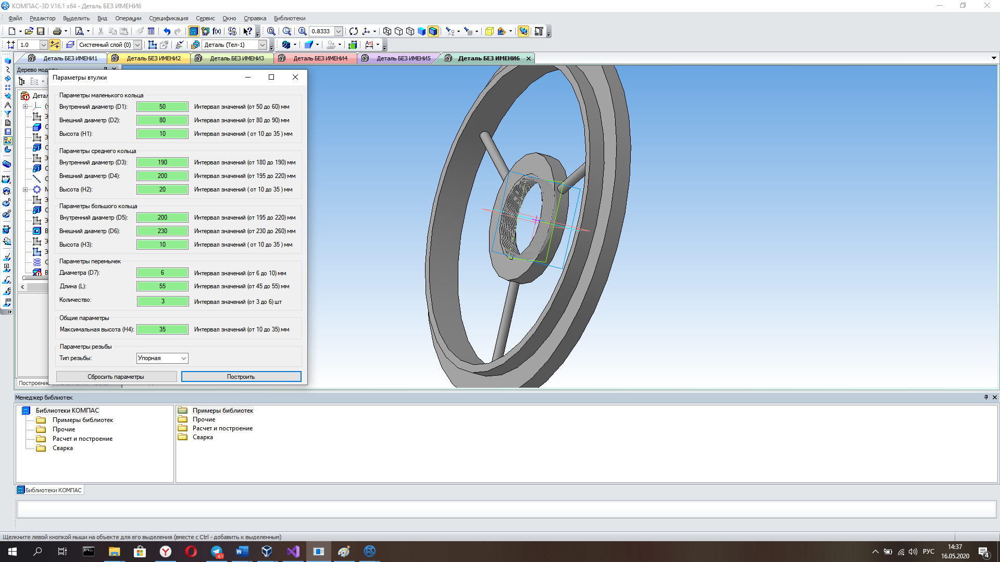 КОМПАС-3D V16.1 x64 - Деталь БЕЗ ИМЕНИ6
Файл Редактор Выделить Вид Операции Спецификация Сервис Окно Справка Библиотеки
0.8333
1.0 Системный слой (0) Деталь (Тел-1)
Деталь БЕЗ ИМЕНИ1 Деталь БЕЗ ИМЕНИ2 Деталь БЕЗ ИМЕНИ3 Деталь БЕЗ ИМЕНИ4 Деталь БЕЗ ИМЕНИ5 Деталь БЕЗ ИМЕНИ6
Дерево модели
Параметры втулки
Параметры маленького кольца
Внутренний диаметр (D1): 50 Интервал значений (от 50 до 60) мм
Внешний диаметр (D2): 80 Интервал значений (от 80 до 90) мм
Высота (H1): 10 Интервал значений ( от 10 до 35 ) мм
Параметры среднего кольца
Внутренний диаметр (D3): 190 Интервал значений (от 180 до 190) мм
Внешний диаметр (D4): 200 Интервал значений (от 195 до 220) мм
Высота (H2): 20 Интервал значений ( от 10 до 35 ) мм
Параметры большого кольца
Внутренний диаметр (D5): 200 Интервал значений (от 195 до 220) мм
Внешний диаметр (D6): 230 Интервал значений (от 230 до 260) мм
Высота (H3): 10 Интервал значений ( от 10 до 35 ) мм
Параметры перемычек
Диаметра (D7): 6 Интервал значений (от 6 до 10) мм
Длина (L): 55 Интервал значений (от 45 до 55) мм
Количество: 3 Интервал значений (от 3 до 6) шт
Общие параметры
Максимальная высота (H4): 35 Интервал значений (от 10 до 35) мм
Параметры резьбы
Тип резьбы: Упорная
Сбросить параметры Построить
Построение
Менеджер библиотек
Библиотеки КОМПАС
Примеры библиотек
Прочие
Расчет и построение
Сварка
Примеры библиотек
Прочие
Расчет и построение
Сварка
Библиотеки КОМПАС
Щелкните левой кнопкой мыши на объекте для его выделения (вместе с Ctrl - добавить к выделенным)
61
РУС
14:37
16.05.2020
4